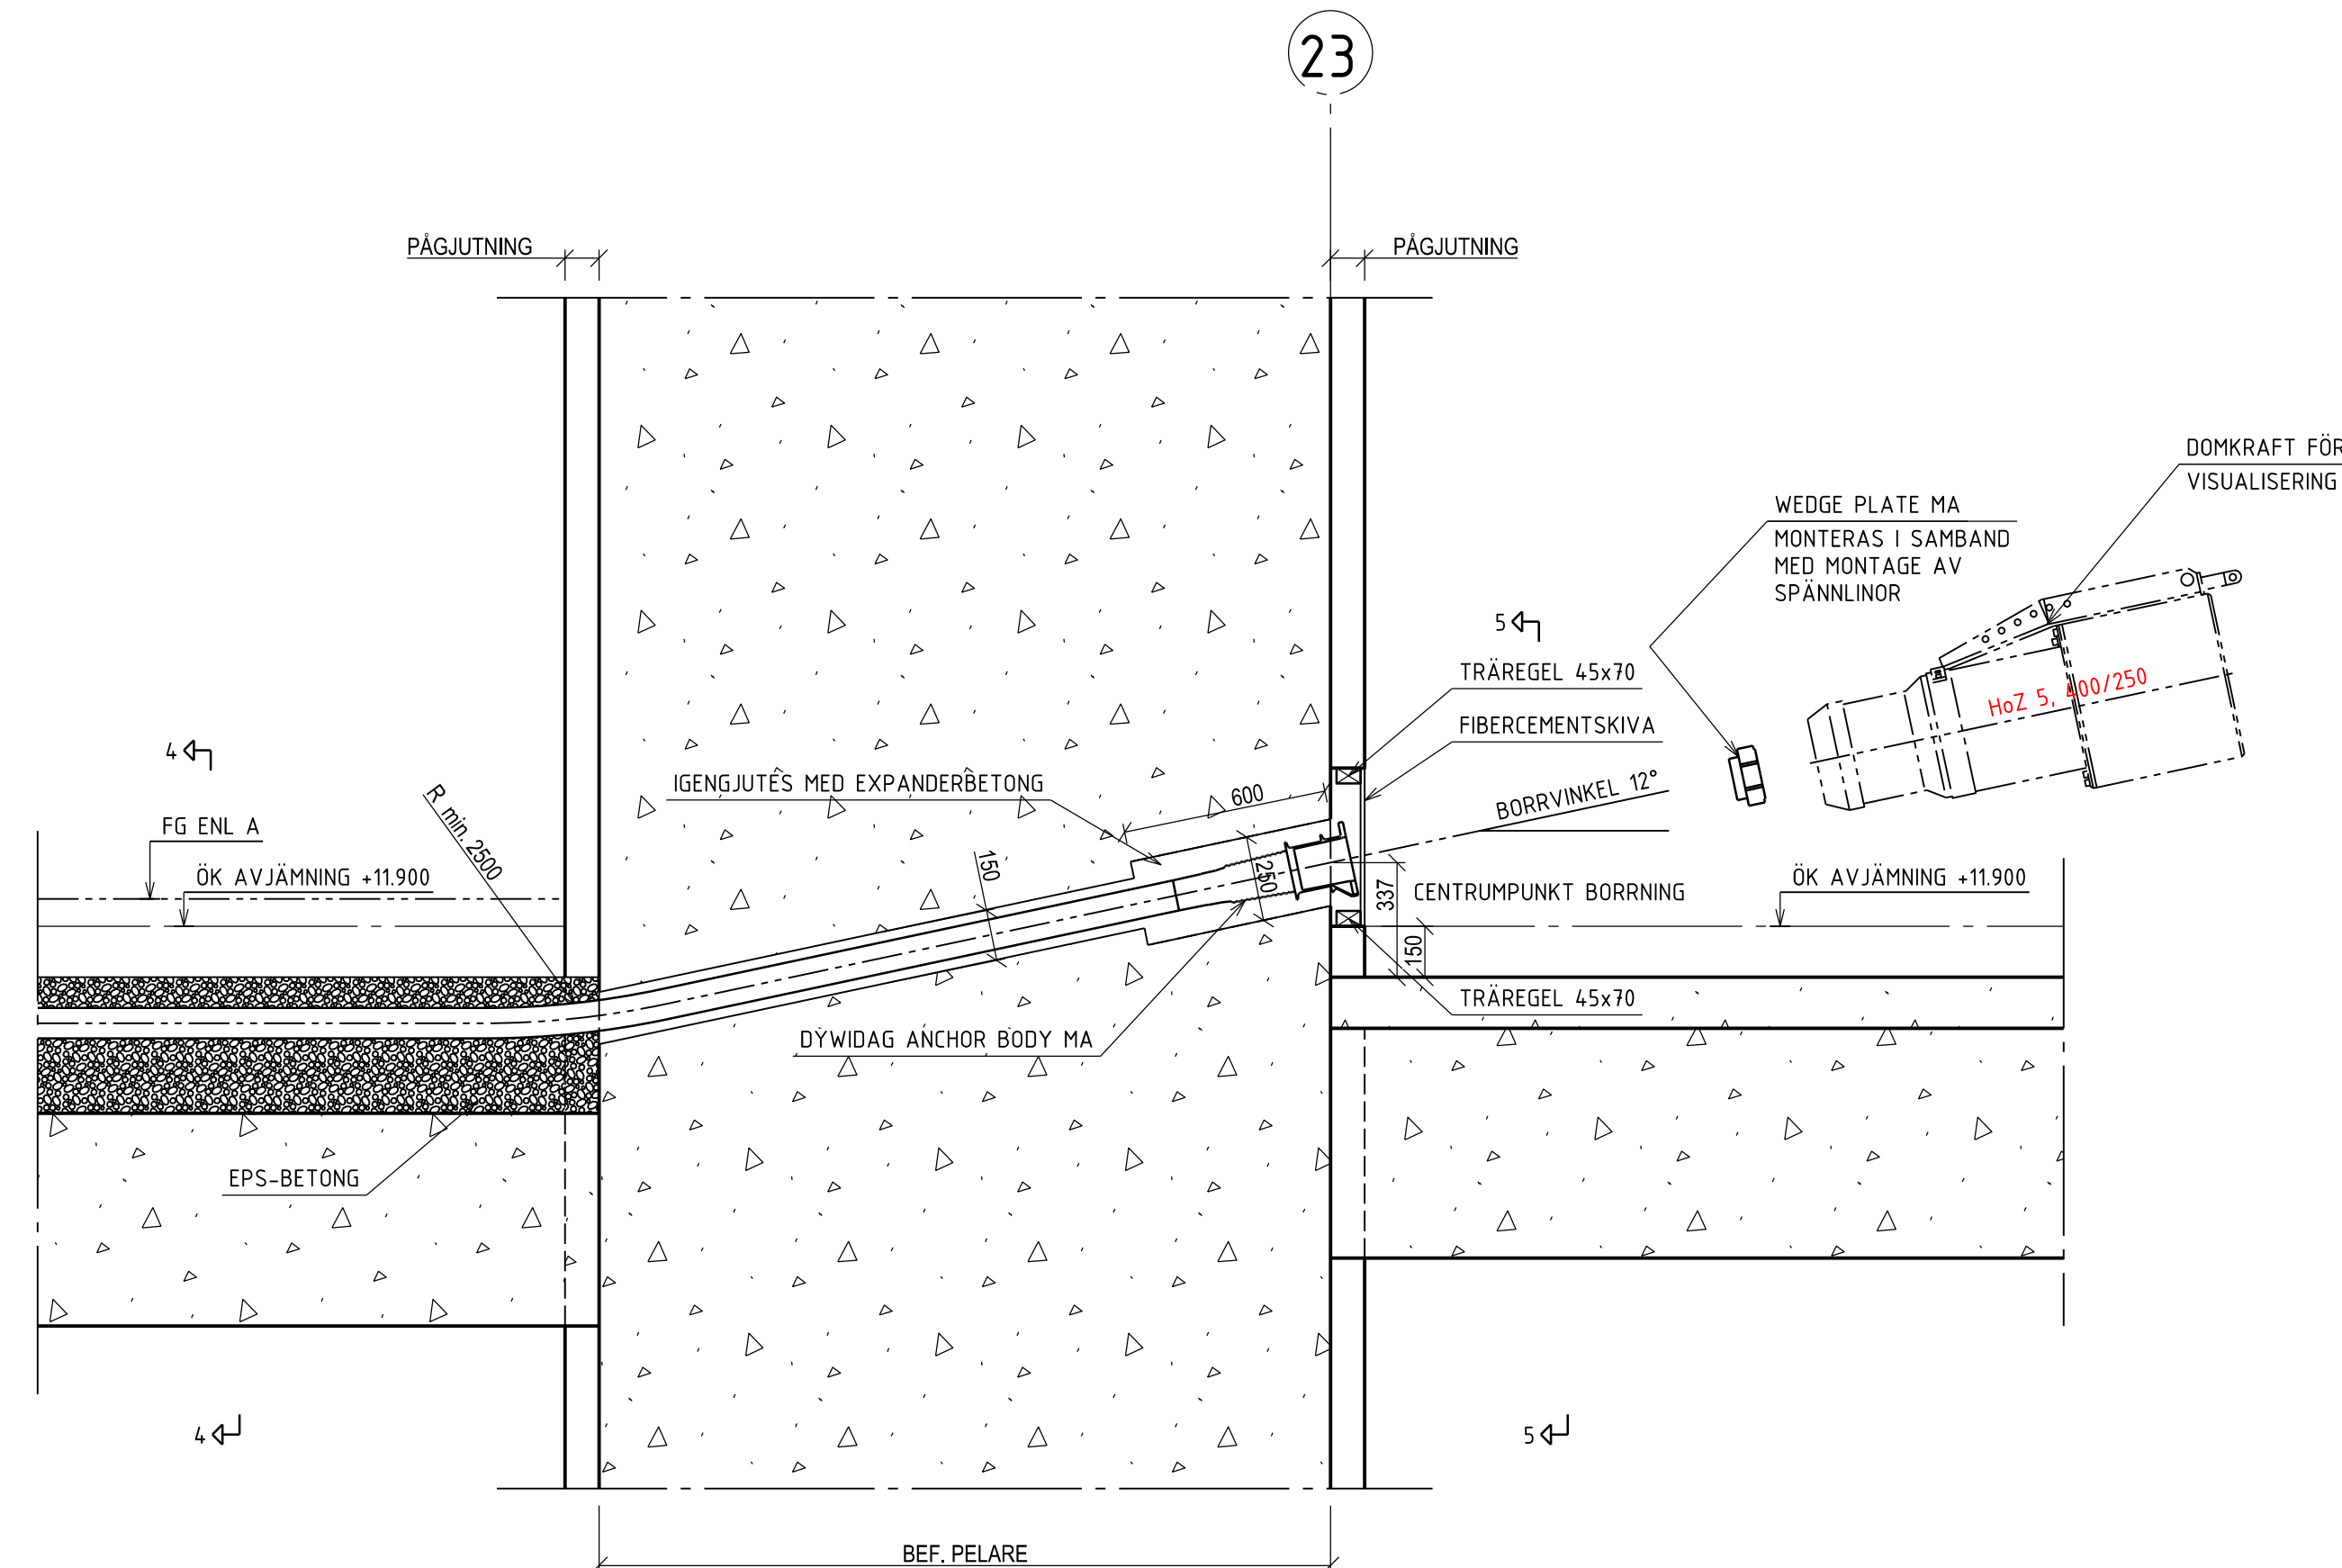 23
PÅGJUTNING
PÅGJUTNING
DOMKRAFT FÖR
VISUALISERING
WEDGE PLATE MA
MONTERAS I SAMBAND
MED MONTAGE AV
SPÄNNLINOR
5
TRÄREGEL 45x70
HoZ 5, 400/250
FIBERCEMENTSKIVA
4
IGENGJUTES MED EXPANDERBETONG
600
BORRVINKEL 12°
R min. 2500
FG ENL A
150
250
ÖK AVJÄMNING +11.900
337
CENTRUMPUNKT BORRNING
ÖK AVJÄMNING +11.900
150
TRÄREGEL 45x70
DYWIDAG ANCHOR BODY MA
EPS-BETONG
4
5
BEF. PELARE